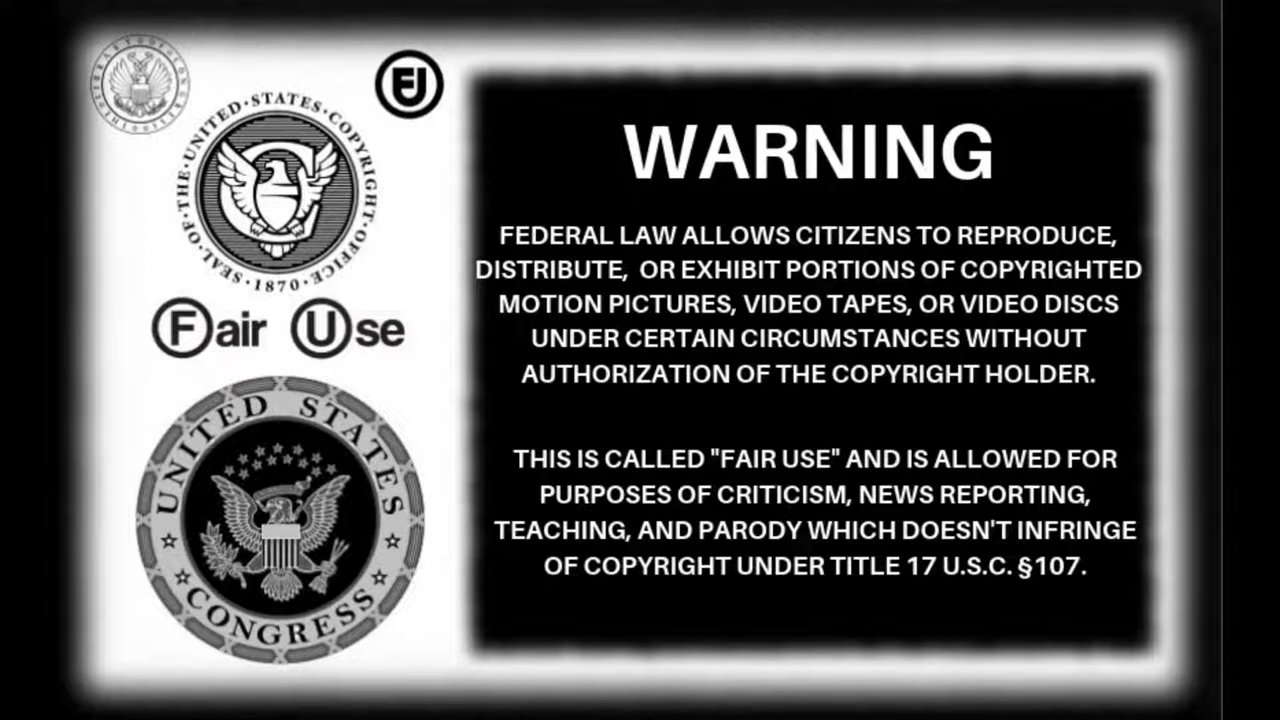 SEAL·OF·THE·UNITED·STATES·COPYRIGHT·OFFICE·
·1870·
Fair Use
UNITED STATES
CONGRESS
WARNING
FEDERAL LAW ALLOWS CITIZENS TO REPRODUCE,
DISTRIBUTE, OR EXHIBIT PORTIONS OF COPYRIGHTED
MOTION PICTURES, VIDEO TAPES, OR VIDEO DISCS
UNDER CERTAIN CIRCUMSTANCES WITHOUT
AUTHORIZATION OF THE COPYRIGHT HOLDER.
THIS IS CALLED "FAIR USE" AND IS ALLOWED FOR
PURPOSES OF CRITICISM, NEWS REPORTING,
TEACHING, AND PARODY WHICH DOESN'T INFRINGE
OF COPYRIGHT UNDER TITLE 17 U.S.C. §107.